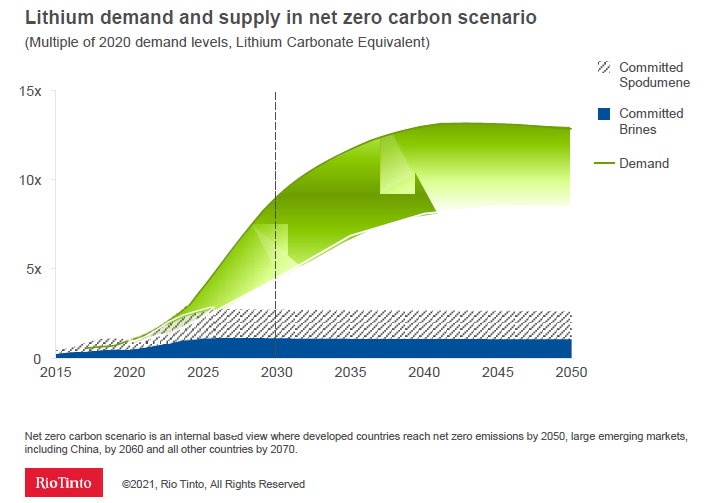 Lithium demand and supply in net zero carbon scenario
(Multiple of 2020 demand levels, Lithium Carbonate Equivalent)
15x
10x
5x
0
2015 2020 2025 2030 2035 2040 2045 2050
Committed
Spodumene
Committed
Brines
Demand
Net zero carbon scenario is an internal based view where developed countries reach net zero emissions by 2050, large emerging markets,
including China, by 2060 and all other countries by 2070.
RioTinto
©2021, Rio Tinto, All Rights Reserved